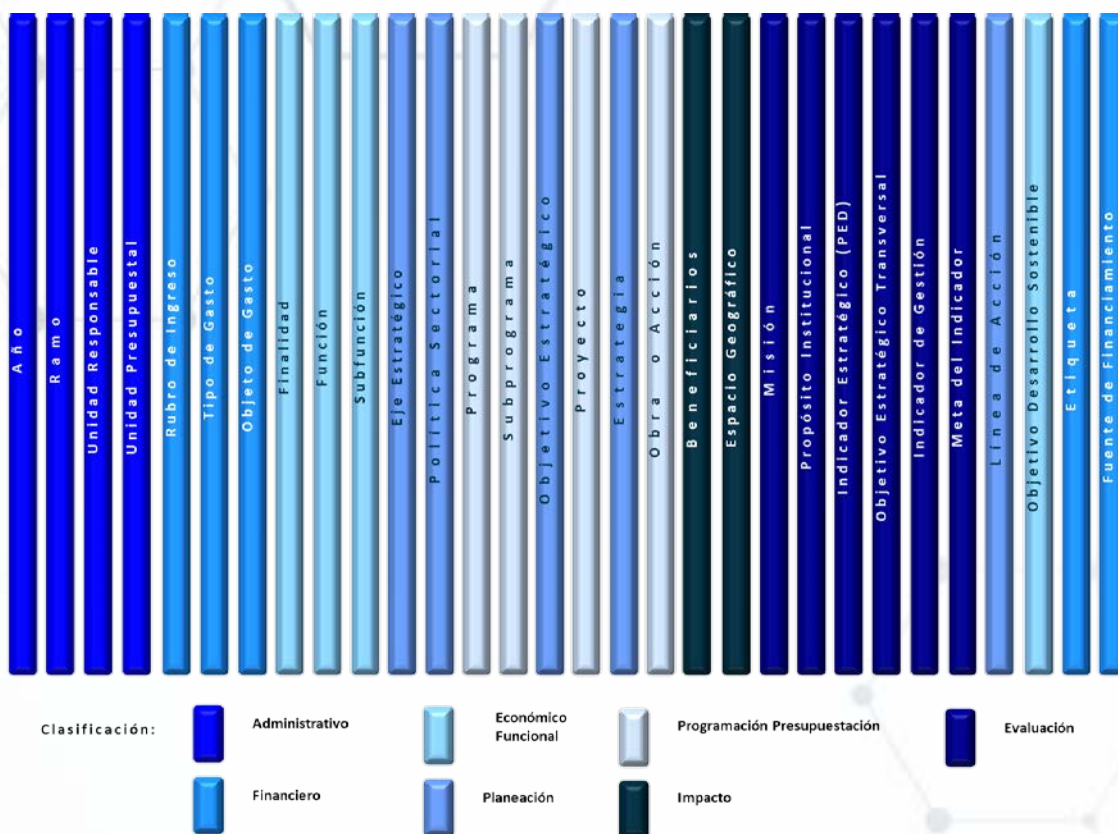 Año
Ramo
Unidad Responsable
Unidad Presupuestal
Rubro de Ingreso
Tipo de Gasto
Objeto de Gasto
Finalidad
Función
Subfunción
Eje Estratégico
Política Sectorial
Programa
Subprograma
Objetivo Estratégico
Proyecto
Estrategia
Obra o Acción
Beneficiarios
Espacio Geográfico
Misión
Propósito Institucional
Indicador Estratégico (PED)
Objetivo Estratégico Transversal
Indicador de Gestión
Meta del Indicador
Línea de Acción
Objetivo Desarrollo Sostenible
Etiqueta
Fuente de Financiamiento
Clasificación:
Administrativo
Económico
Funcional
Programación Presupuestación
Evaluación
Financiero
Planeación
Impacto